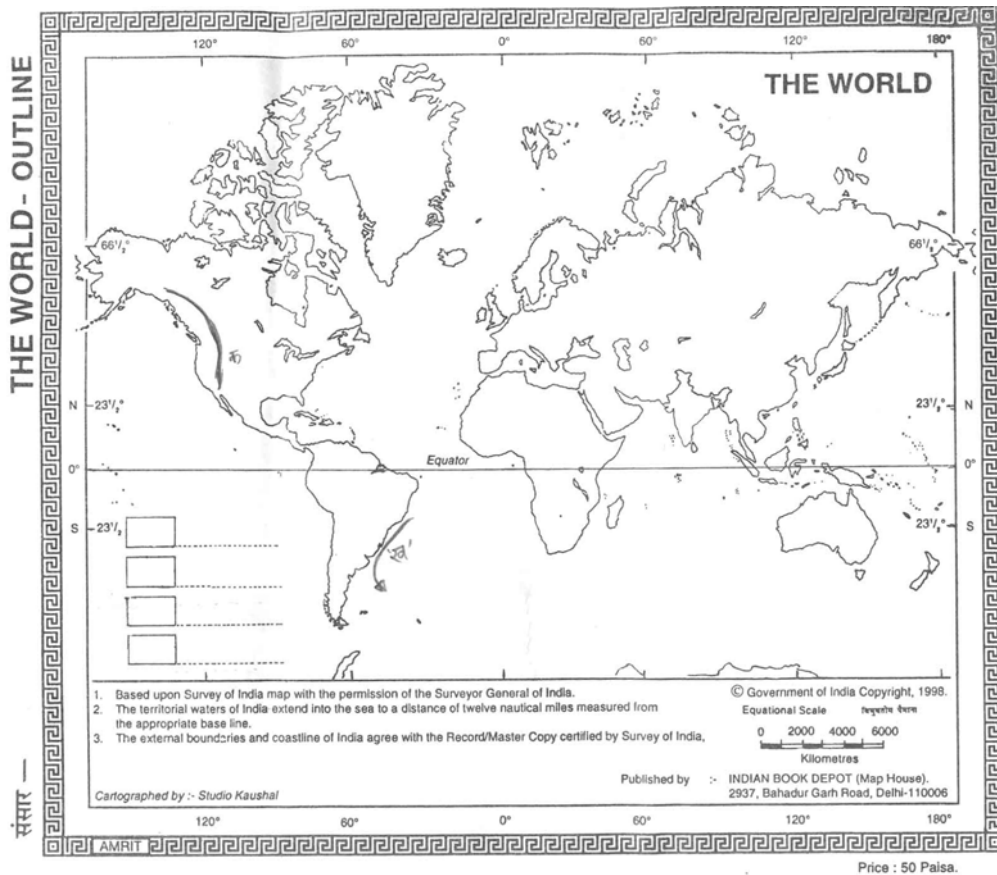 120° 60° 0° 60° 120° 180°
THE WORLD
THE WORLD - OUTLINE
66½° 66½°
क
N 23½° 23½° N
Equator
0° 0°
S 23½ 23½° S
'ख'
1. Based upon Survey of India map with the permission of the Surveyor General of India.
2. The territorial waters of India extend into the sea to a distance of twelve nautical miles measured from
the appropriate base line.
3. The external boundaries and coastline of India agree with the Record/Master Copy certified by Survey of India,
© Government of India Copyright, 1998.
Equational Scale विषुवतीय पैमाना
0 2000 4000 6000
Kilometres
Published by :- INDIAN BOOK DEPOT (Map House).
2937, Bahadur Garh Road, Delhi-110006
Cartographed by :- Studio Kaushal
संसार —
120° 60° 0° 60° 120° 180°
AMRIT
Price : 50 Paisa.